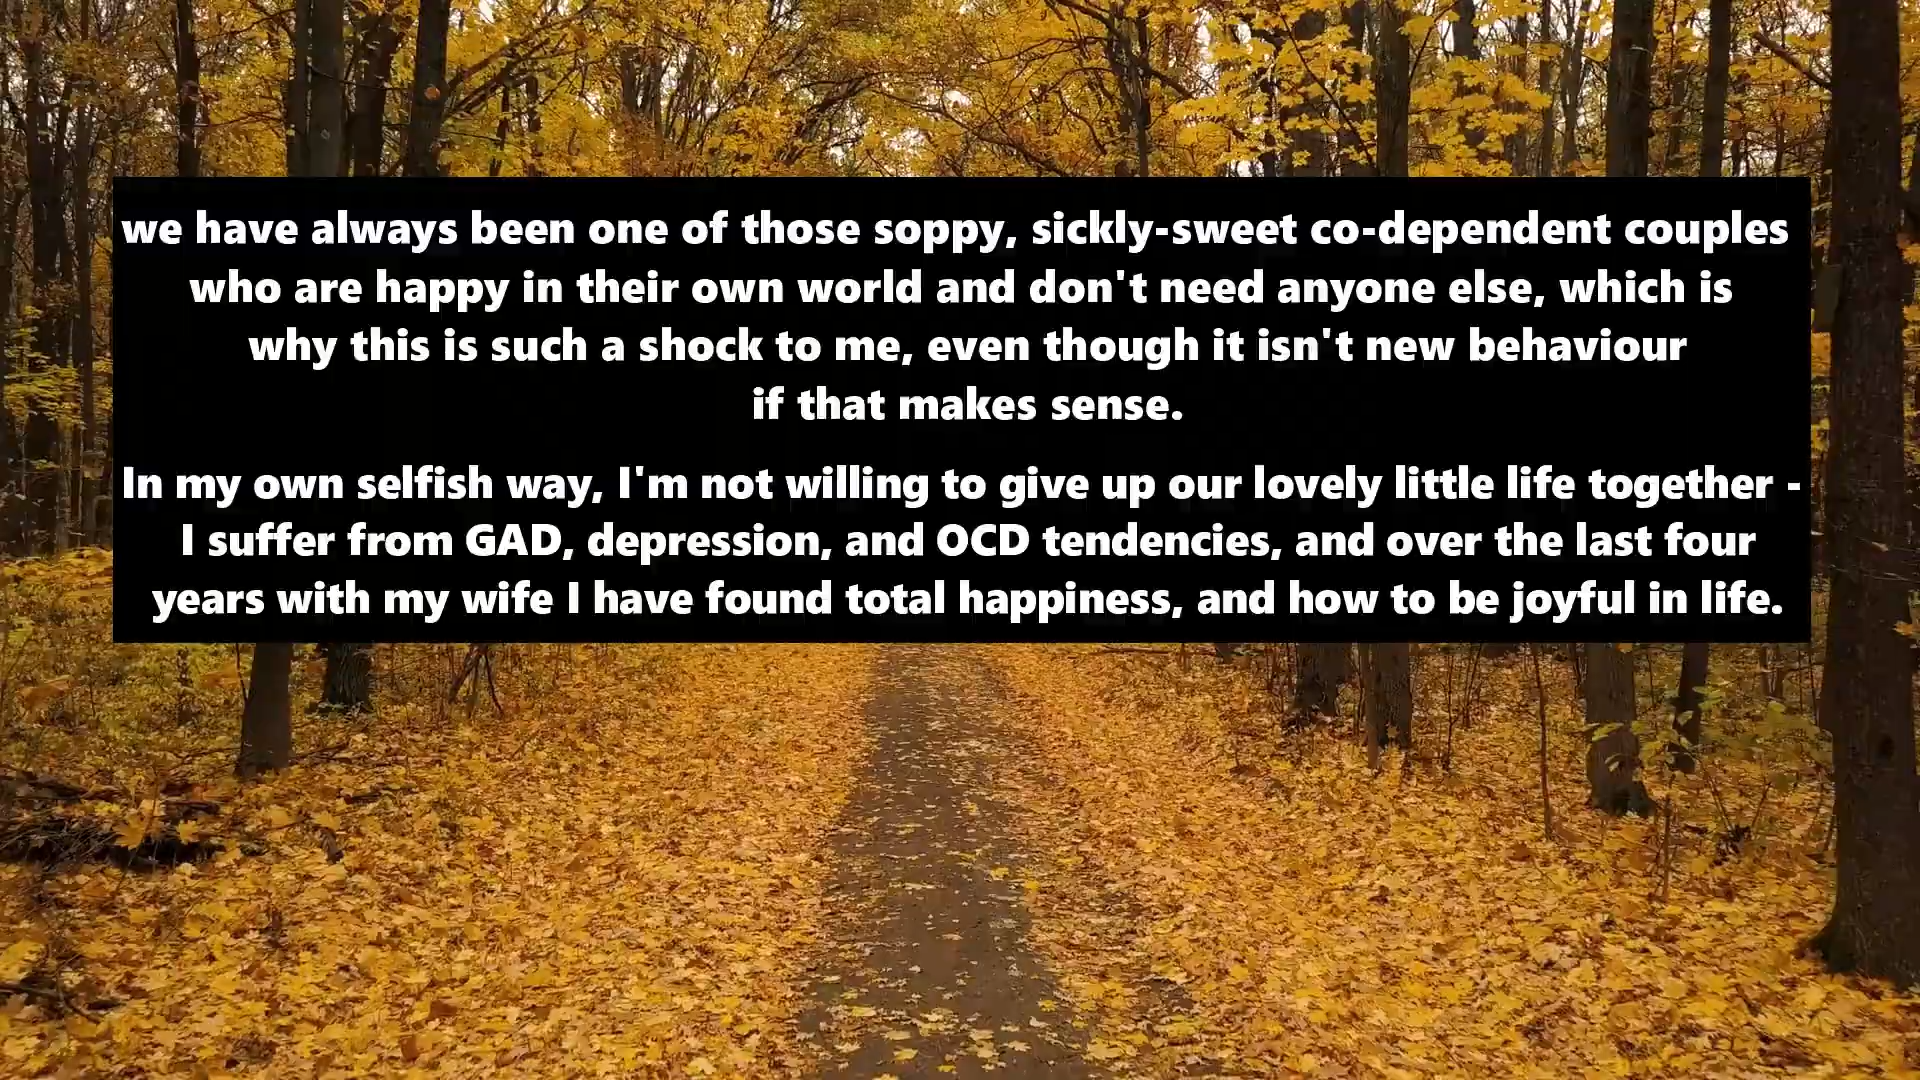 we have always been one of those soppy, sickly-sweet co-dependent couples
who are happy in their own world and don't need anyone else, which is
why this is such a shock to me, even though it isn't new behaviour
if that makes sense.
In my own selfish way, I'm not willing to give up our lovely little life together -
I suffer from GAD, depression, and OCD tendencies, and over the last four
years with my wife I have found total happiness, and how to be joyful in life.